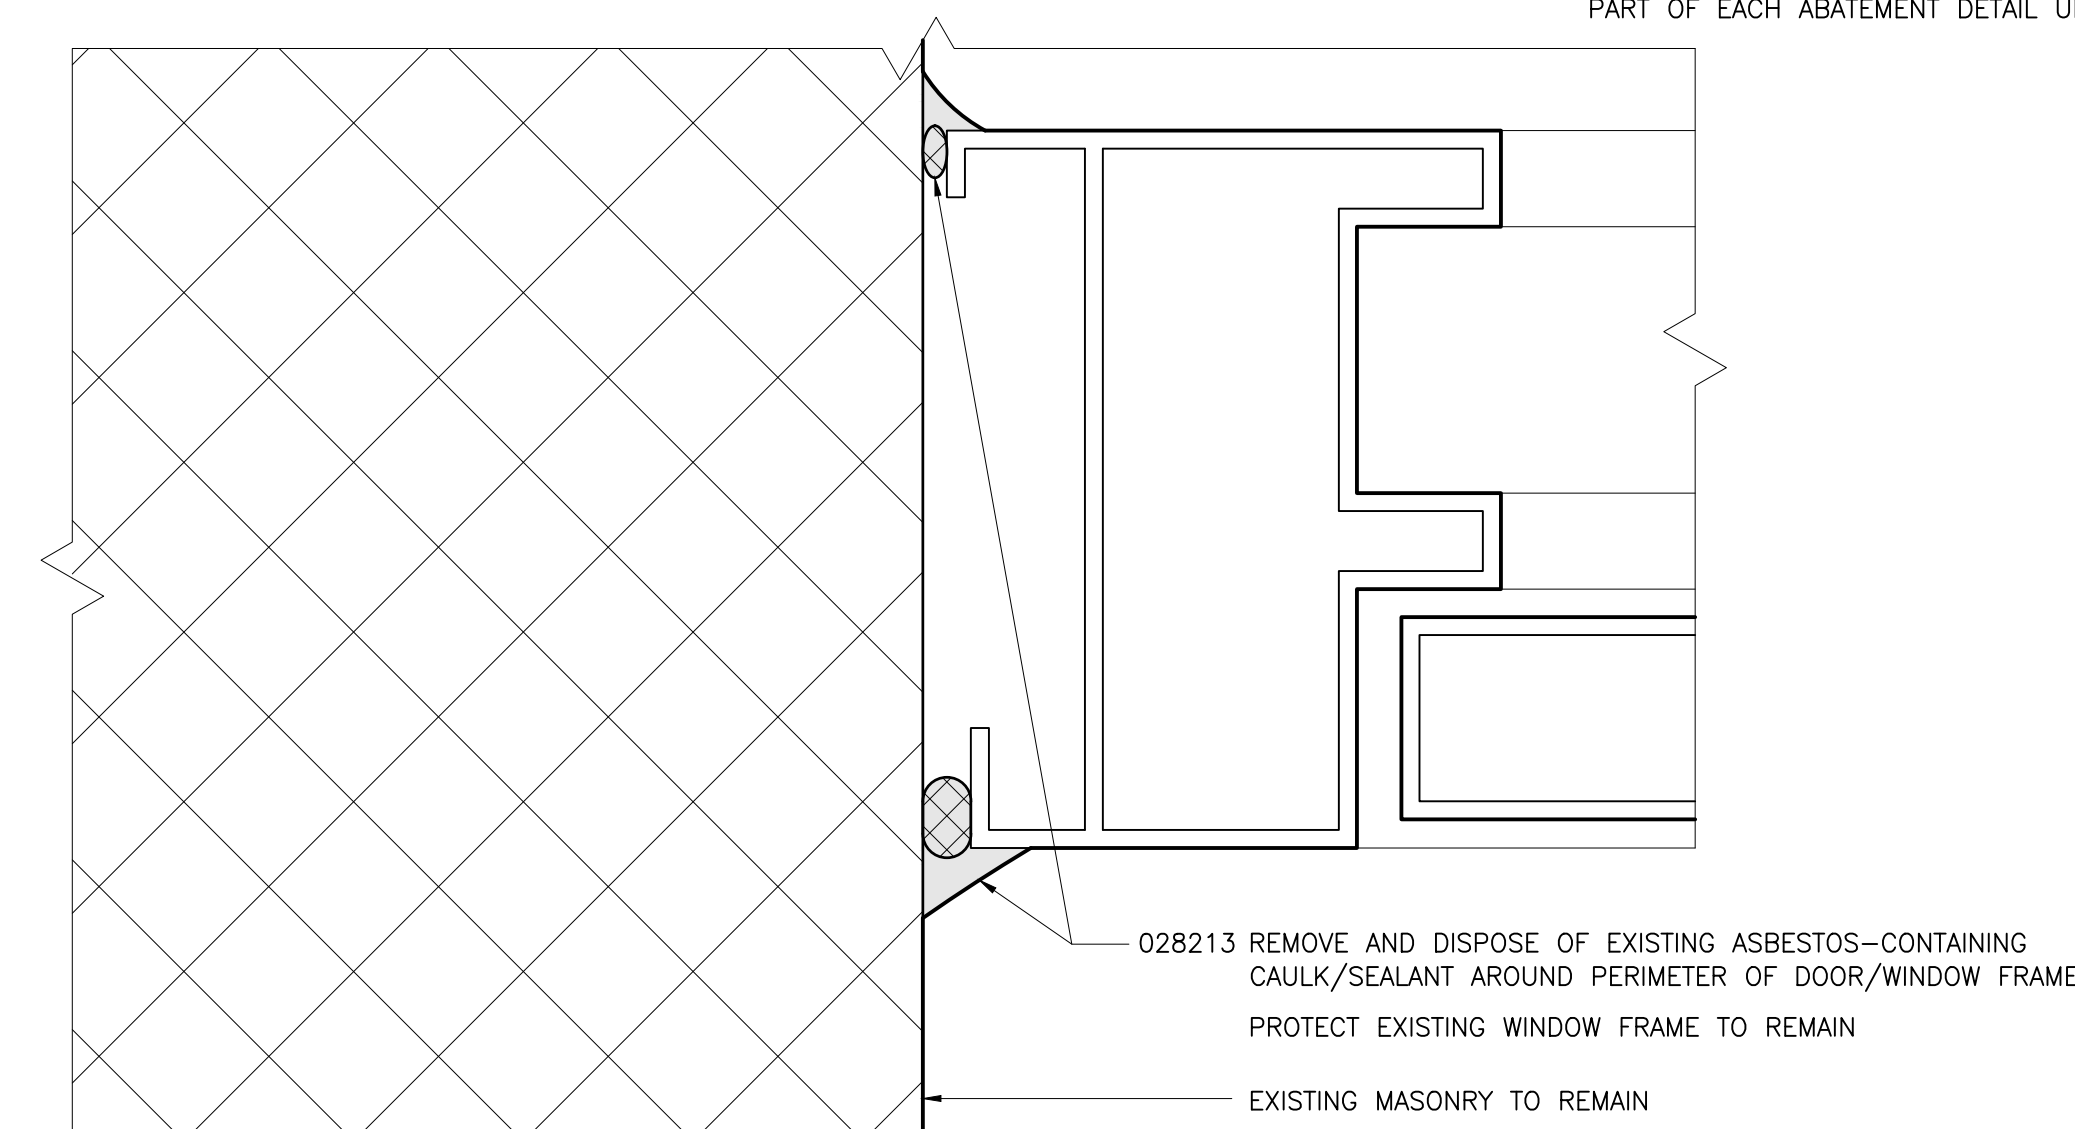 PART OF EACH ABATEMENT DETAIL
028213 REMOVE AND DISPOSE OF EXISTING ASBESTOS-CONTAINING
CAULK/SEALANT AROUND PERIMETER OF DOOR/WINDOW FRAME
PROTECT EXISTING WINDOW FRAME TO REMAIN
EXISTING MASONRY TO REMAIN